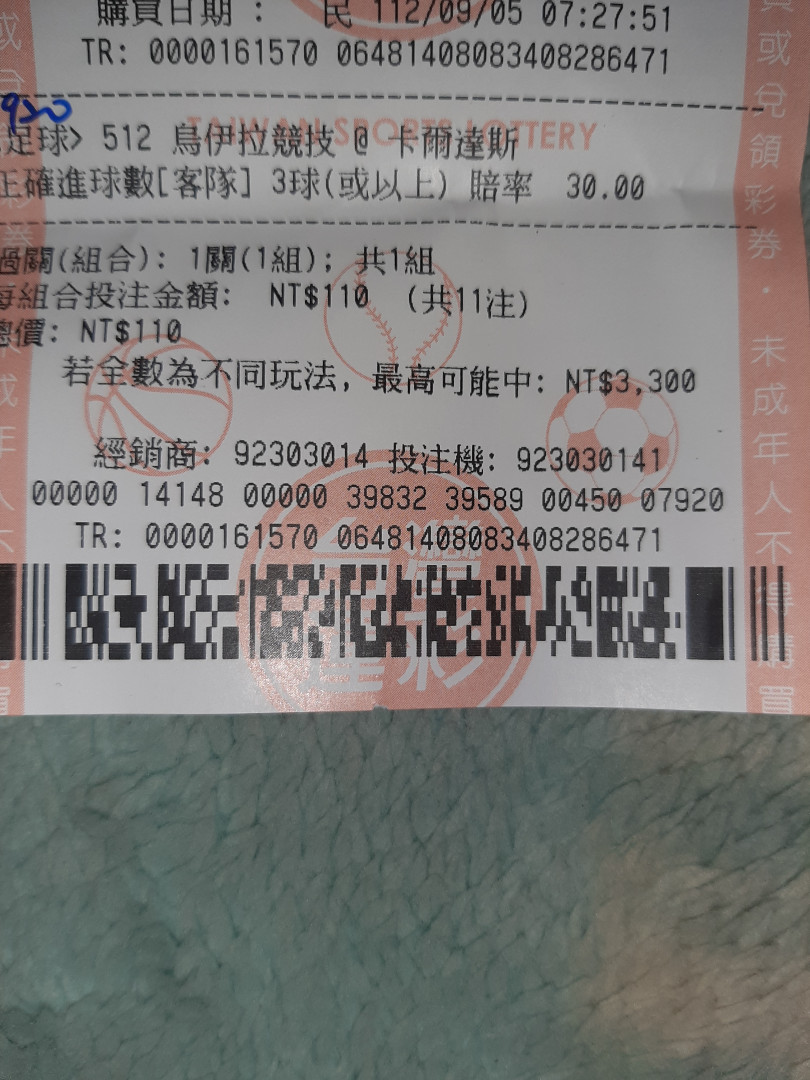 購買日期： 民 112/09/05 07:27:51
TR: 0000161570 06481408083408286471
920
足球> 512 烏伊拉競技 @ 卡爾達斯
TAIWAN SPORTS LOTTERY
正確進球數[客隊] 3球(或以上) 賠率 30.00
過關(組合): 1關(1組); 共1組
每組合投注金額: NT$110 (共11注)
總價: NT$110
若全數為不同玩法, 最高可能中: NT$3,300
經銷商: 92303014 投注機: 923030141
00000 14148 00000 39832 39589 00450 07920
TR: 0000161570 06481408083408286471
台灣運彩
買或兌領彩券．未成年人不得購買